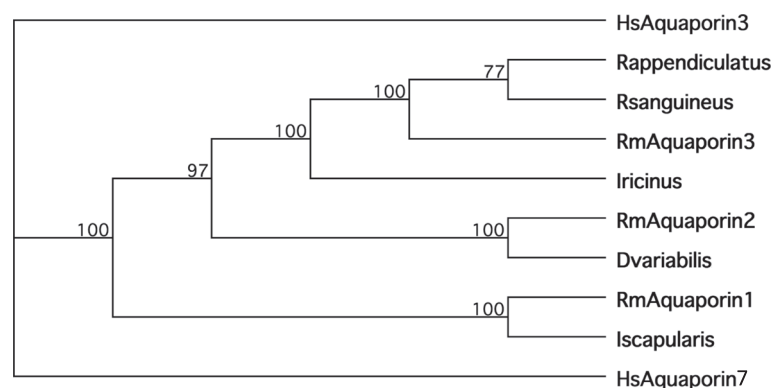 HsAquaporin3
Rappendiculatus
77
Rsanguineus
100
RmAquaporin3
100
Iricinus
97
RmAquaporin2
100
Dvariabilis
100
RmAquaporin1
100
Iscapularis
HsAquaporin7